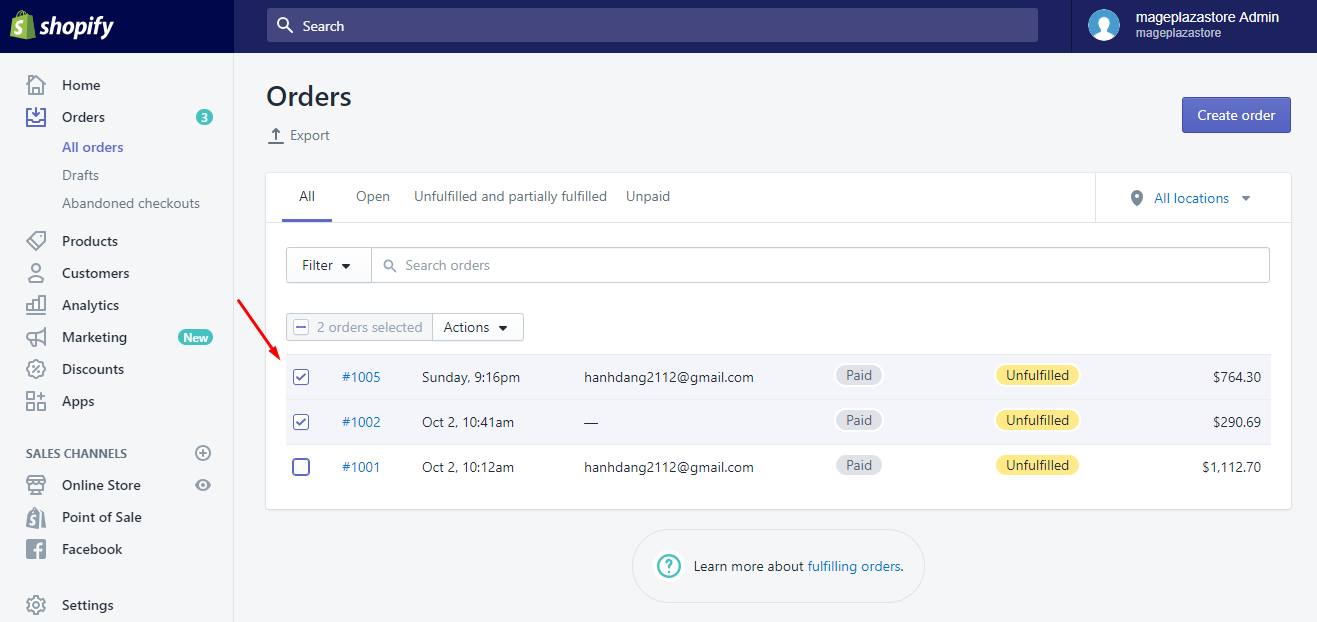 shopify
Search
mageplazastore Admin
mageplazastore
Home
Orders 3
All orders
Drafts
Abandoned checkouts
Products
Customers
Analytics
Marketing New
Discounts
Apps
SALES CHANNELS
Online Store
Point of Sale
Facebook
Settings
Orders
Export
Create order
All Open Unfulfilled and partially fulfilled Unpaid All locations
Filter Search orders
2 orders selected Actions
#1005 Sunday, 9:16pm hanhdang2112@gmail.com Paid Unfulfilled $764.30
#1002 Oct 2, 10:41am — Paid Unfulfilled $290.69
#1001 Oct 2, 10:12am hanhdang2112@gmail.com Paid Unfulfilled $1,112.70
Learn more about fulfilling orders.